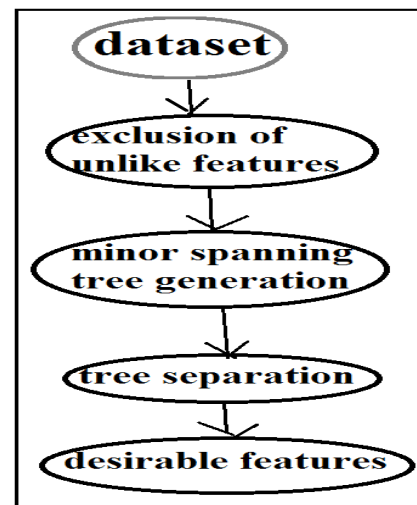 dataset
exclusion of
unlike features
minor spanning
tree generation
tree separation
desirable features